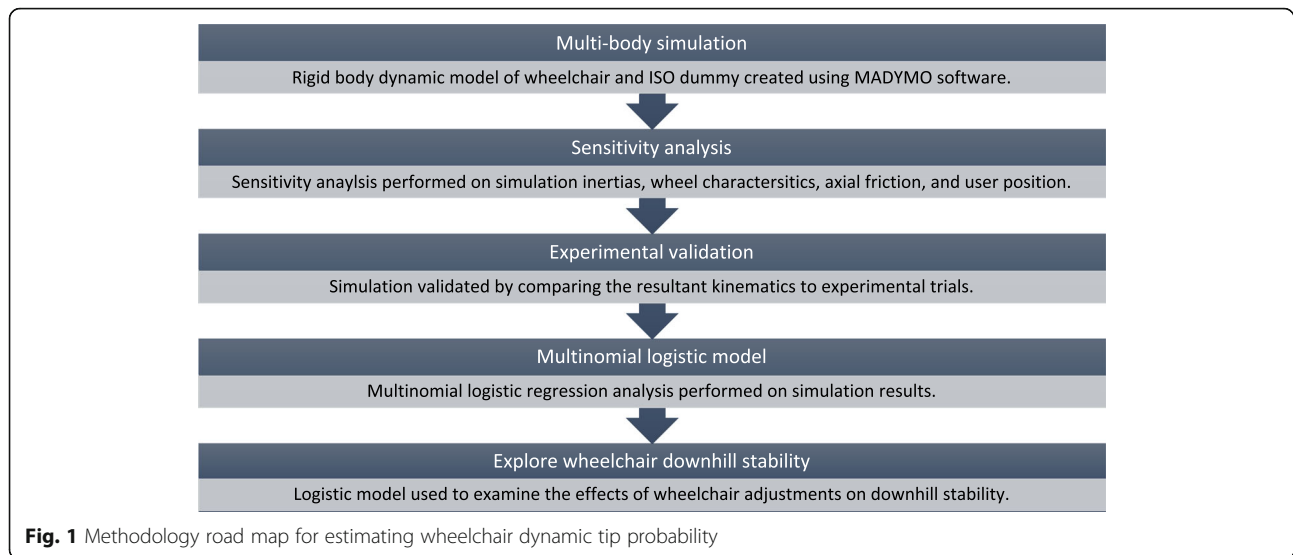 Multi-body simulation
Rigid body dynamic model of wheelchair and ISO dummy created using MADYMO software.
Sensitivity analysis
Sensitivity anaylsis performed on simulation inertias, wheel charactersitics, axial friction, and user position.
Experimental validation
Simulation validated by comparing the resultant kinematics to experimental trials.
Multinomial logistic model
Multinomial logistic regression analysis performed on simulation results.
Explore wheelchair downhill stability
Logistic model used to examine the effects of wheelchair adjustments on downhill stability.
Fig. 1 Methodology road map for estimating wheelchair dynamic tip probability